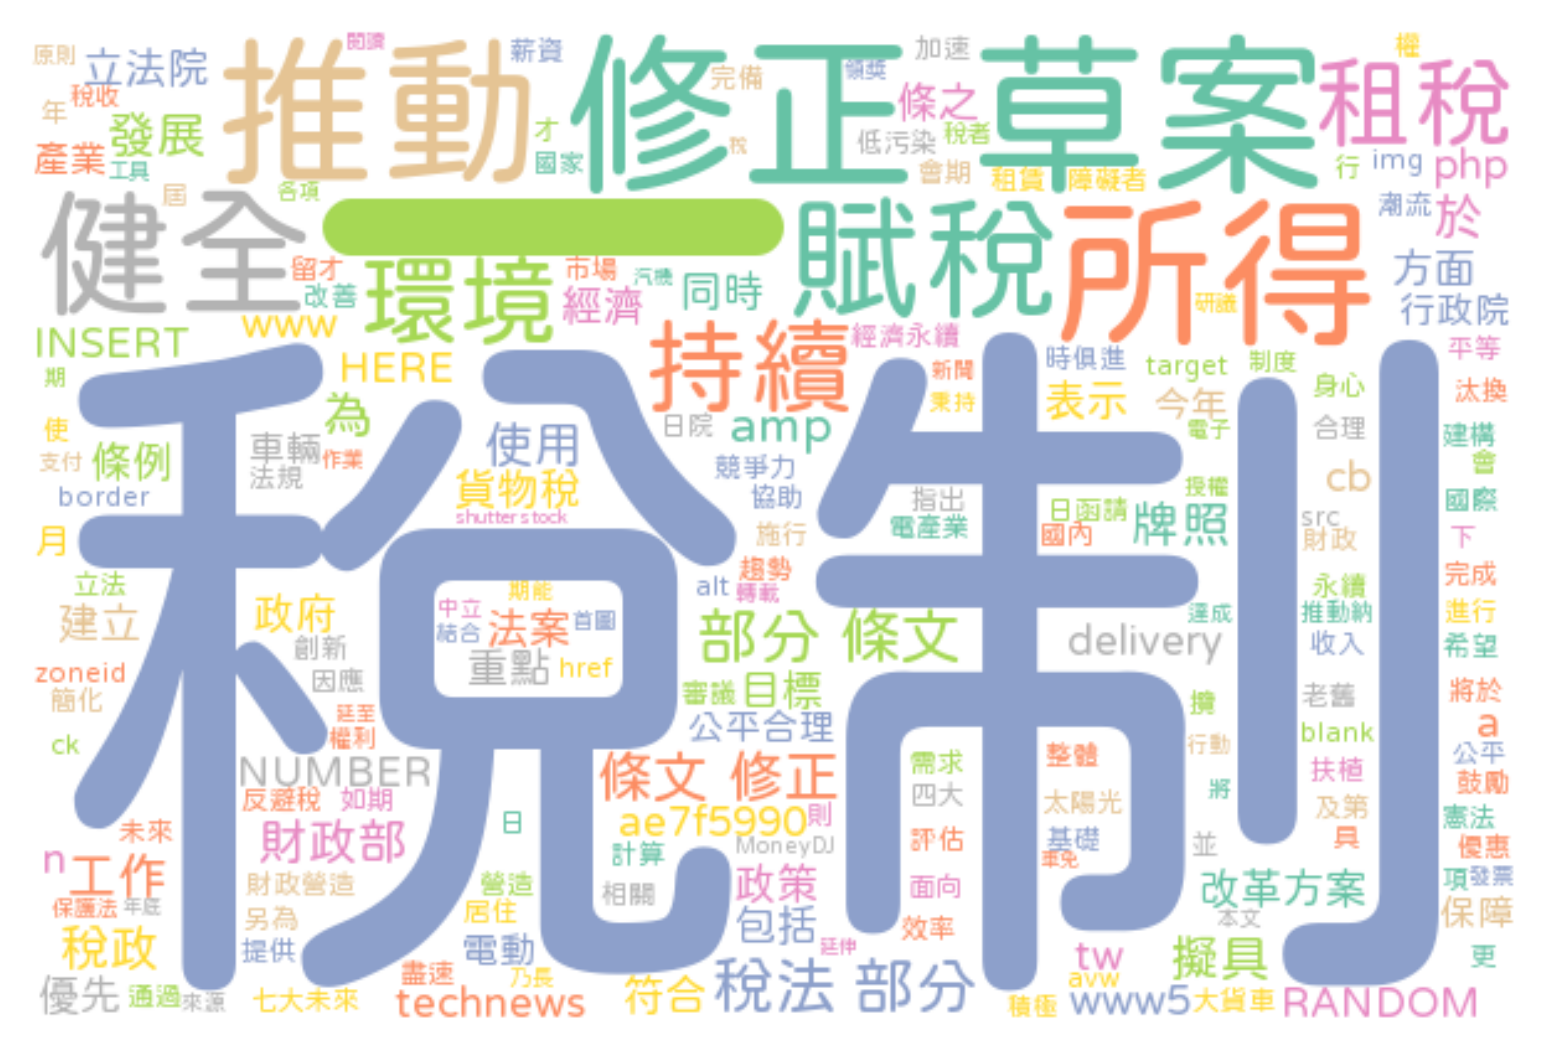 原則 立法院 閱讀 薪資 加速 權
推動 修正 草案 租稅
完備 領獎 條之
年 稅收 發展 才 稅 低污染 稅者
產業 工具 國家 會期 租賃 障礙者 行 img php
屆 各項 潮流 於
健全 一 賦稅 所得
留才 改善 環境 市場 汽機 經濟 同時 研議 方面 行政院
INSERT www 持續 經濟永續
HERE 新聞 時俱進 target 制度 平等
期 稅制 秉持 表示 今年 身心 汰換
使 為 使用 日院 amp 電子 合理 建構
支付 條例 車輛 作業 法規 競爭力 會
border 貨物稅 協助 指出 授權 cb 國際
月 shutterstock 施行 電產業 日函請 國內 牌照 src 財政 下
立法 期能 趨勢 alt 轉載 永續 完成
建立 政府 中立 結合 法案 首圖 部分 條文 達成 推動納 進行
創新 重點 href delivery 收入 希望
zoneid 因應 審議 目標 老舊 將於
簡化 延至 權利 公平合理 攢 blank a
ck NUMBER 條文 修正 需求 整體 行動 扶植 公平
反避稅 如期 四大 太陽光 將 及第 鼓勵
未來 財政部 日 ae7f5990 則 評估 基礎 車免 並 具 憲法
n 工作 計算 MoneyDJ 優惠
保護法 年底 財政營造 營造 相關 政策 面向 改革方案 項 發票
稅政 另為 居住 包括 效率 本文 保障
提供 電動 延伸 tw 擬具 更
優先 通過 來源 七大未來 盡速 乃長 technews 符合 稅法 部分 積極 avw www5 大貨車 RANDOM